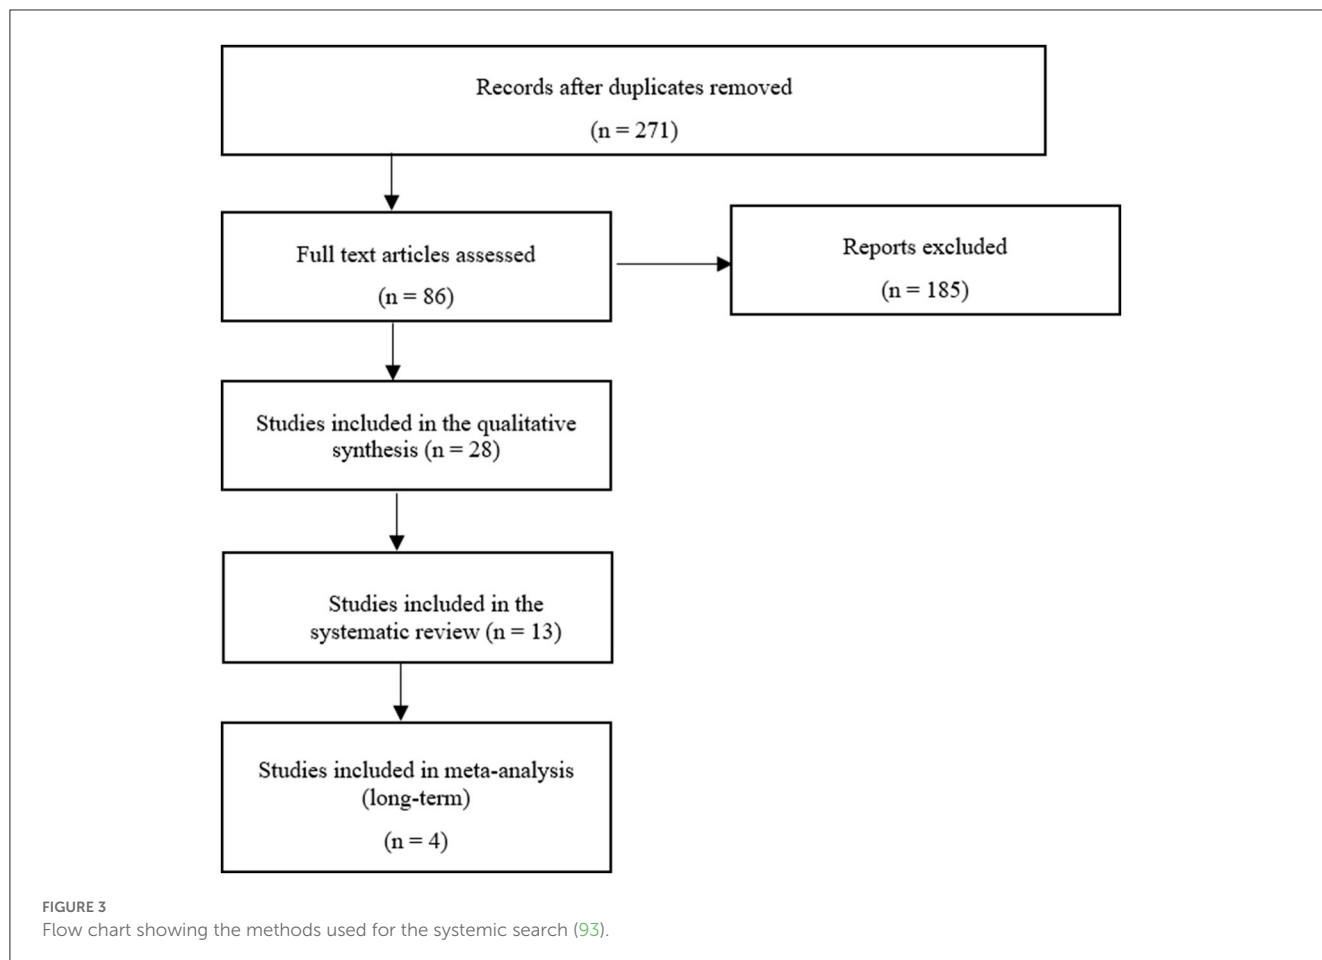 Records after duplicates removed
(n = 271)
Full text articles assessed
(n = 86)
Reports excluded
(n = 185)
Studies included in the qualitative
synthesis (n = 28)
Studies included in the
systematic review (n = 13)
Studies included in meta-analysis
(long-term)
(n = 4)
FIGURE 3
Flow chart showing the methods used for the systemic search (93).